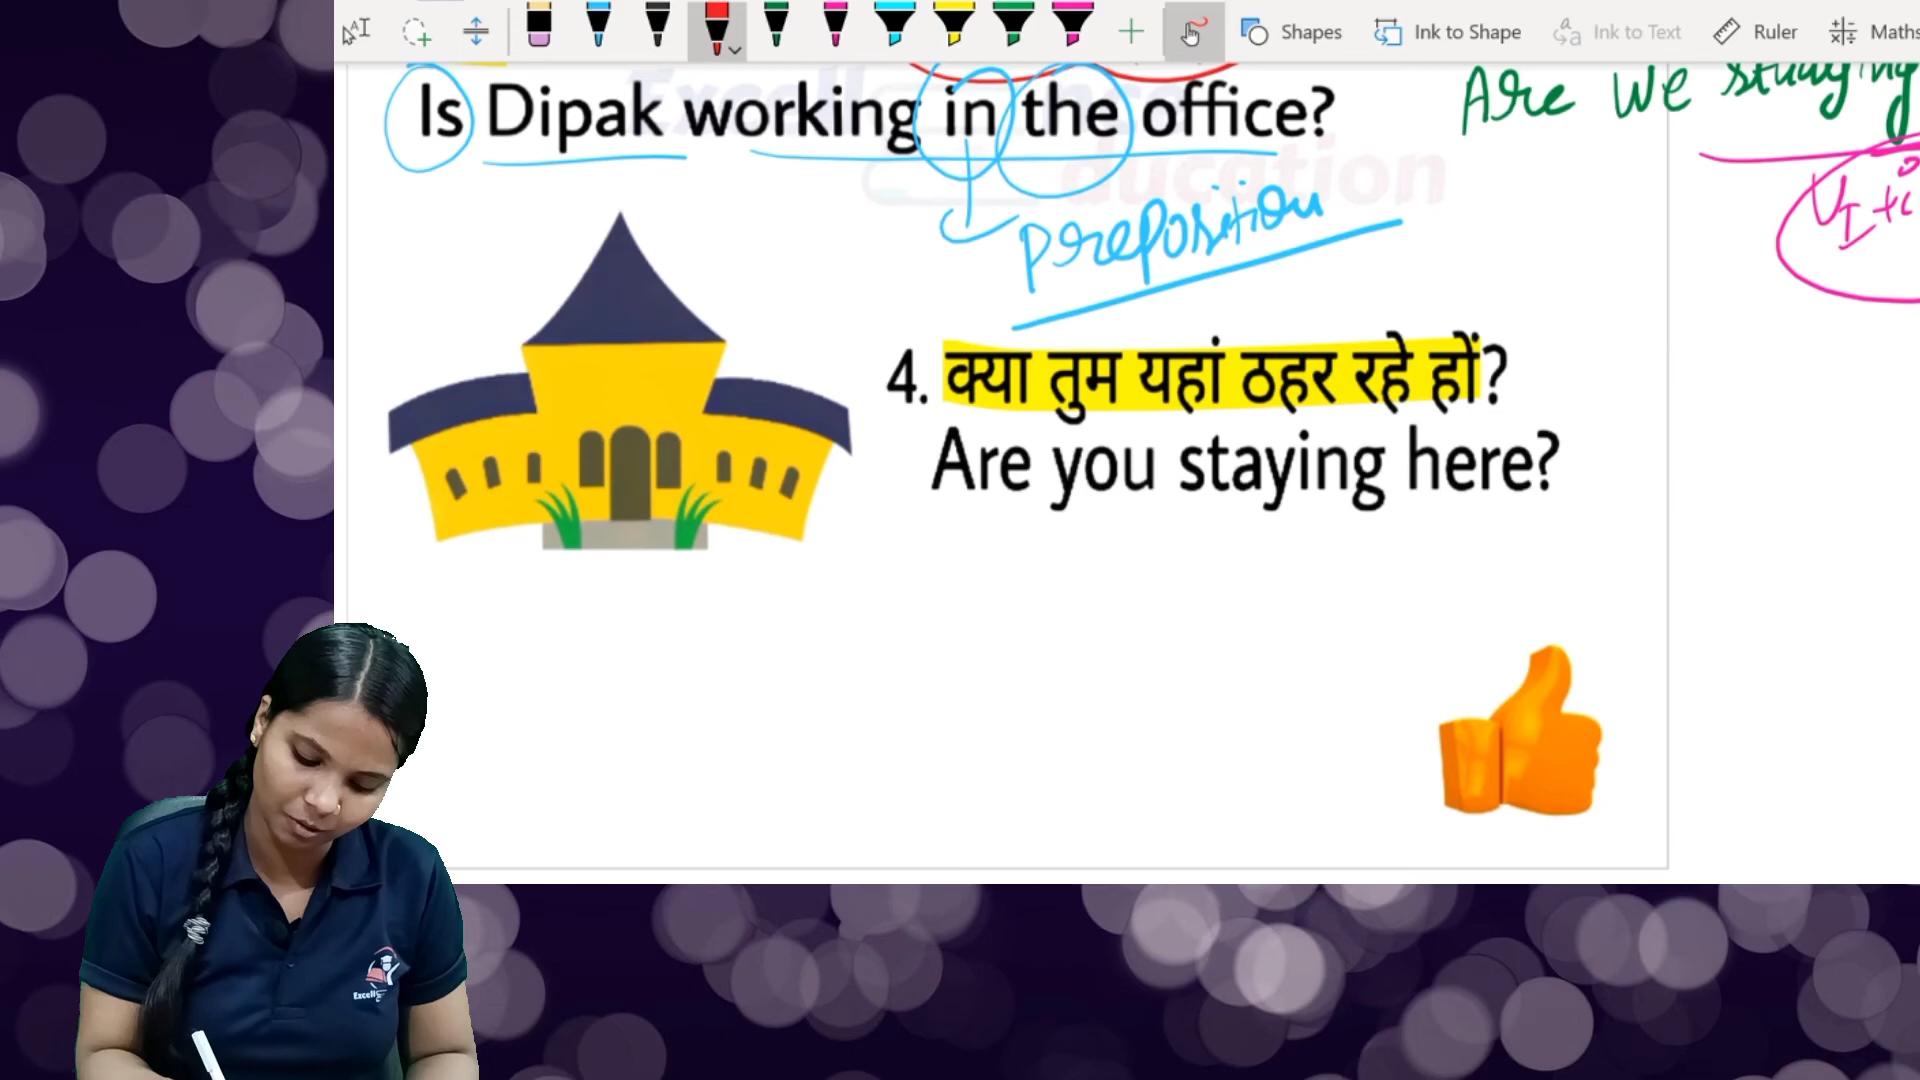 Shapes Ink to Shape Ink to Text Ruler Maths
Is Dipak working in the office?
Are we studying
preposition
4. क्या तुम यहां ठहर रहे हों?
Are you staying here?